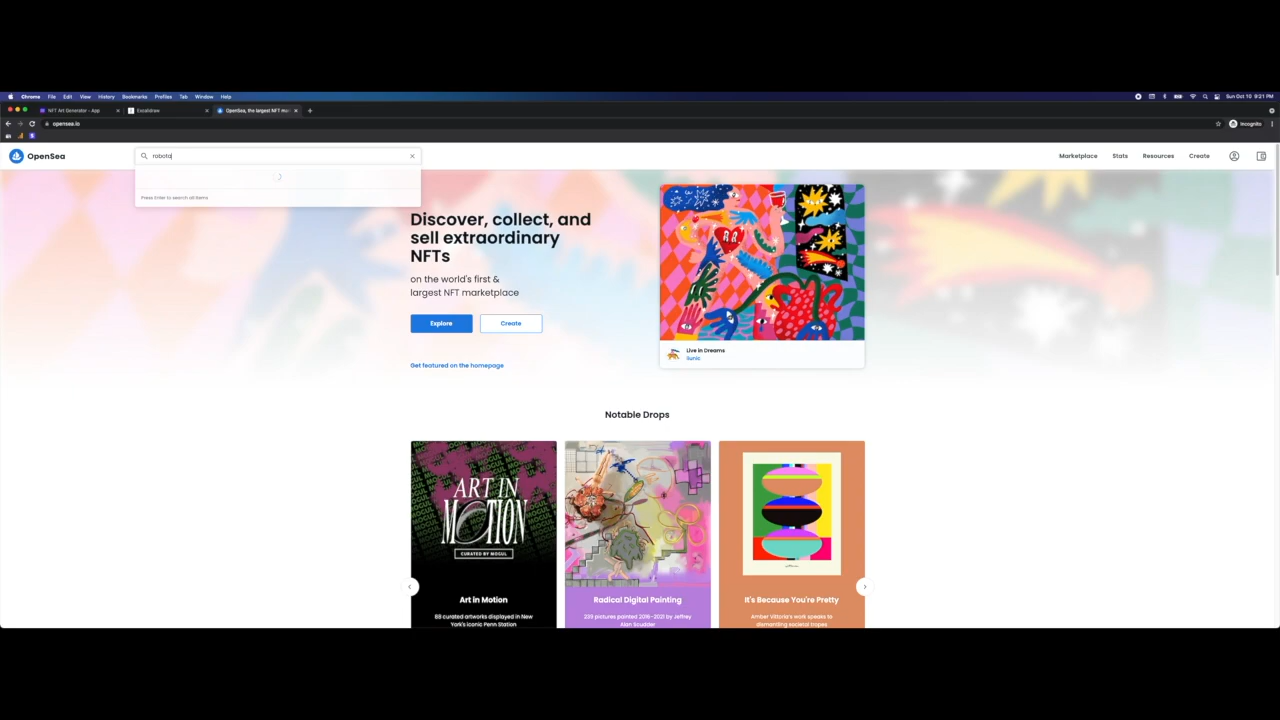 Chrome File Edit View History Bookmarks Profiles Tab Window Help
Sun Oct 10 9:21 PM
NFT Art Generator - App
Excalidraw
OpenSea, the largest NFT mar
opensea.io
Incognito
OpenSea
robota
Marketplace Stats Resources Create
Press Enter to search all items
Discover, collect, and
sell extraordinary
NFTs
on the world's first &
largest NFT marketplace
Explore
Create
Get featured on the homepage
Live in Dreams
Notable Drops
ART IN
MOTION
CURATED BY MOGUL
Art in Motion
88 curated artworks displayed in New
York's iconic Penn Station
Radical Digital Painting
233 pictures painted 2016-2021 by Jeffrey
Alan Scudder
It's Because You're Pretty
Amber Vittoria's work speaks to
dismantling societal tropes